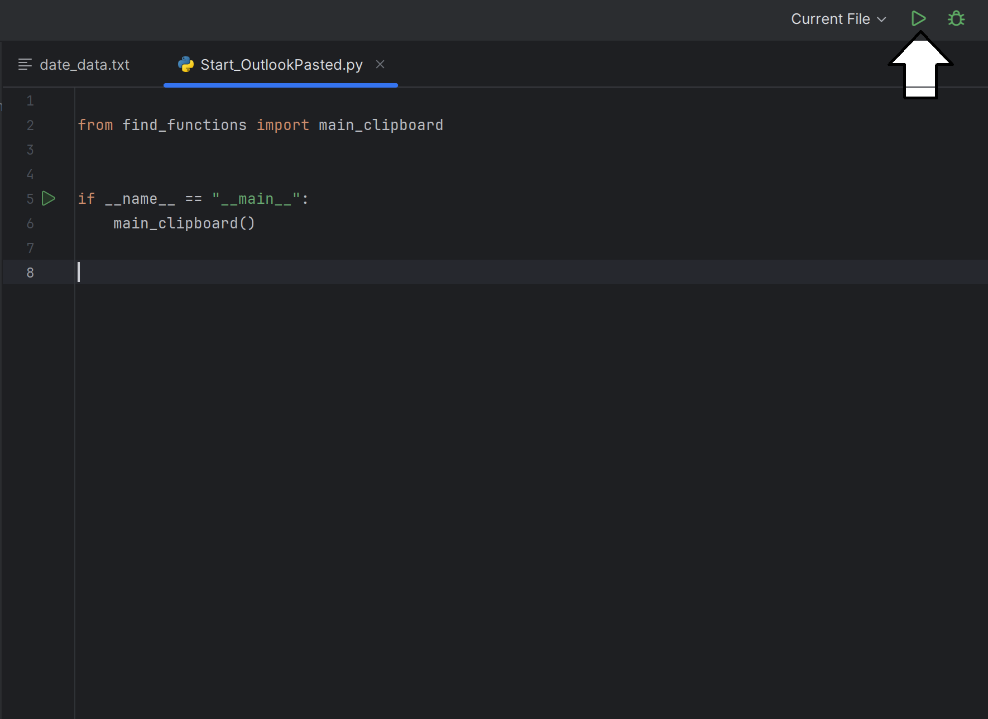 Current File
date_data.txt
Start_OutlookPasted.py
1
2 from find_functions import main_clipboard
3
4
5 if __name__ == "__main__":
6     main_clipboard()
7
8